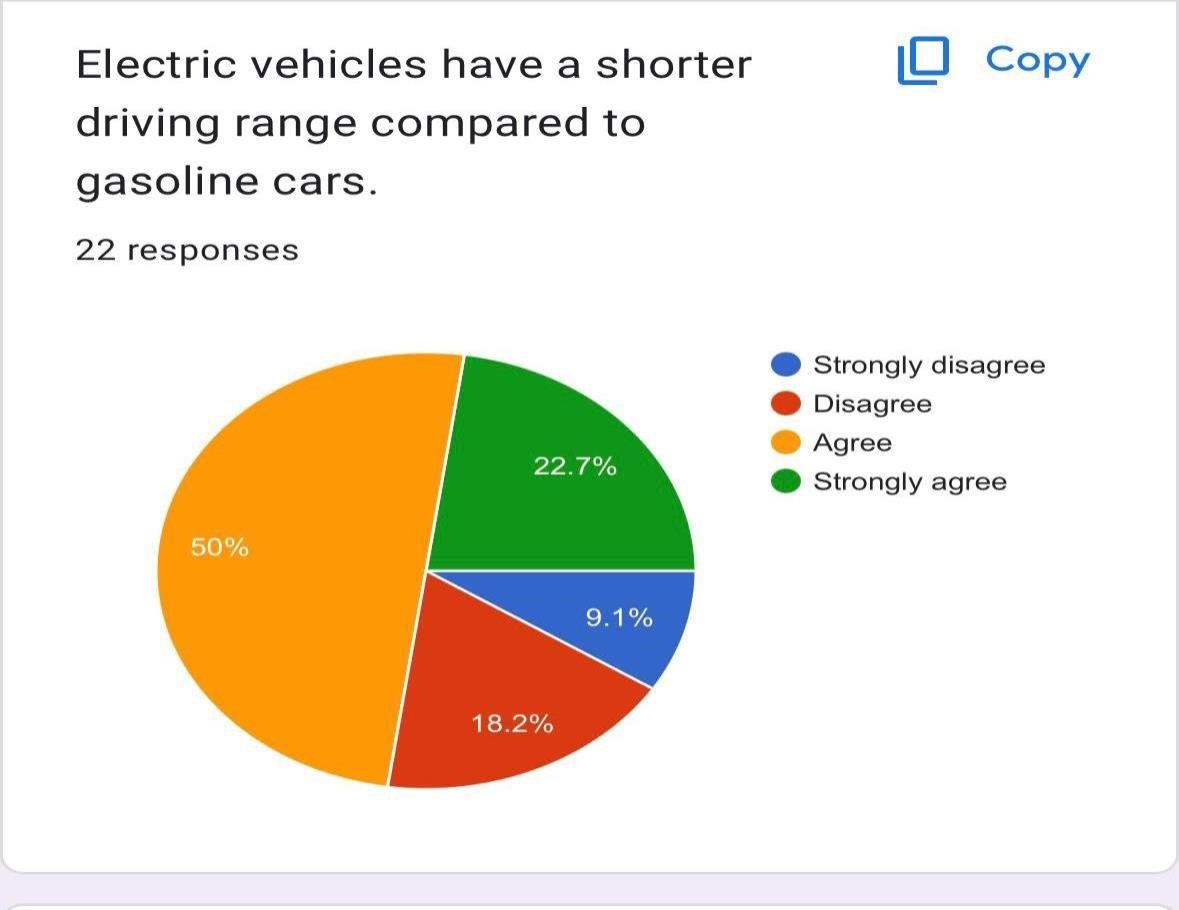 Electric vehicles have a shorter
driving range compared to
gasoline cars.
Copy
22 responses
Strongly disagree
Disagree
Agree
Strongly agree
22.7%
50%
9.1%
18.2%